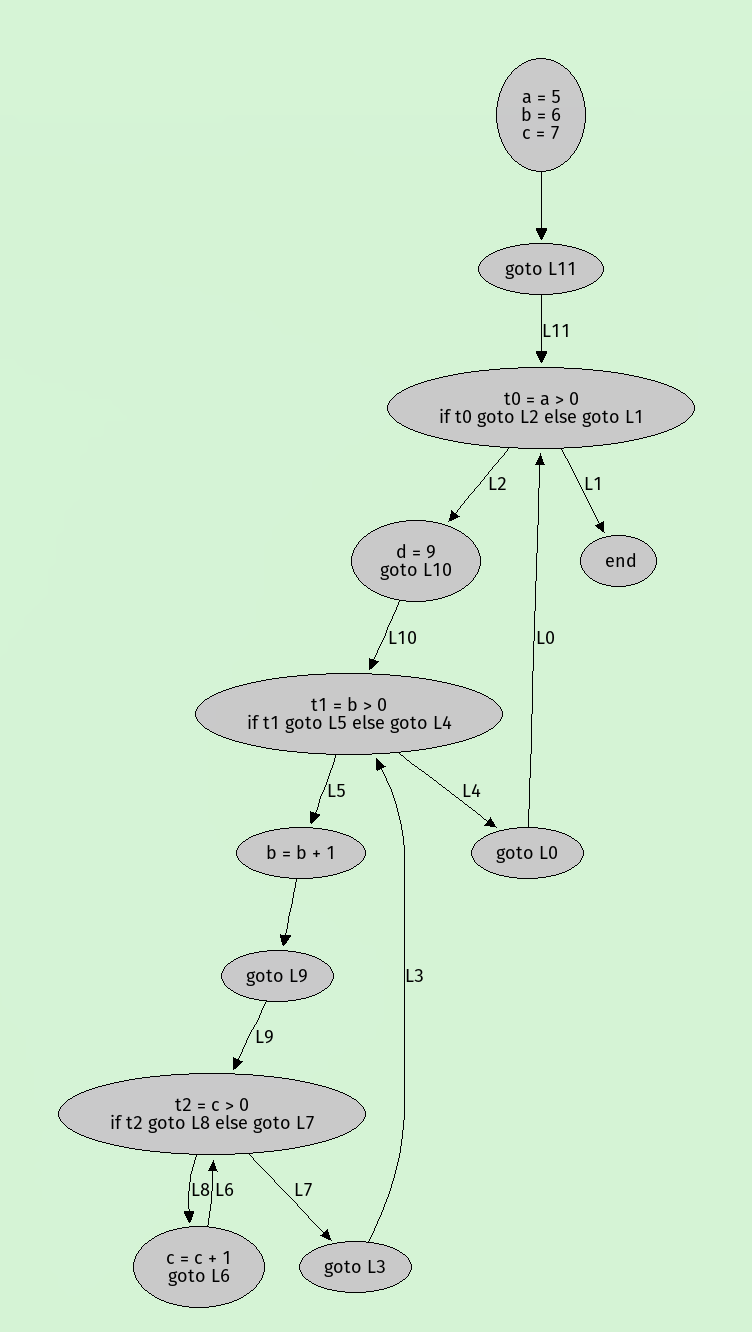 a = 5
b = 6
c = 7
goto L11
L11
t0 = a > 0
if t0 goto L2 else goto L1
L2
L1
d = 9
goto L10
end
L10
L0
t1 = b > 0
if t1 goto L5 else goto L4
L5
L4
b = b + 1
goto L0
goto L9
L3
L9
t2 = c > 0
if t2 goto L8 else goto L7
L8
L6
L7
c = c + 1
goto L6
goto L3